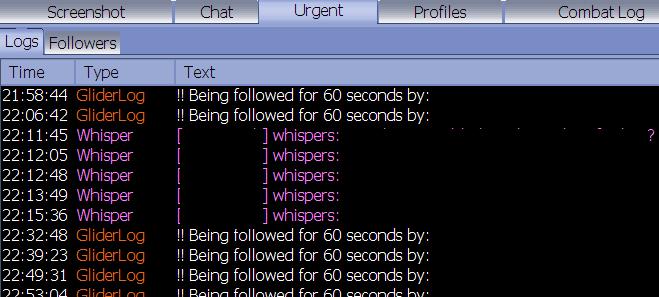 Screenshot Chat Urgent Profiles Combat Log
Logs Followers
Time Type Text
21:58:44 GliderLog !! Being followed for 60 seconds by:
22:06:42 GliderLog !! Being followed for 60 seconds by:
22:11:45 Whisper [ ] whispers: ?
22:12:05 Whisper [ ] whispers:
22:12:48 Whisper [ ] whispers:
22:13:49 Whisper [ ] whispers:
22:15:36 Whisper [ ] whispers:
22:32:48 GliderLog !! Being followed for 60 seconds by:
22:39:23 GliderLog !! Being followed for 60 seconds by:
22:49:31 GliderLog !! Being followed for 60 seconds by:
22:53:04 GliderLog !! Being followed for 60 seconds by: